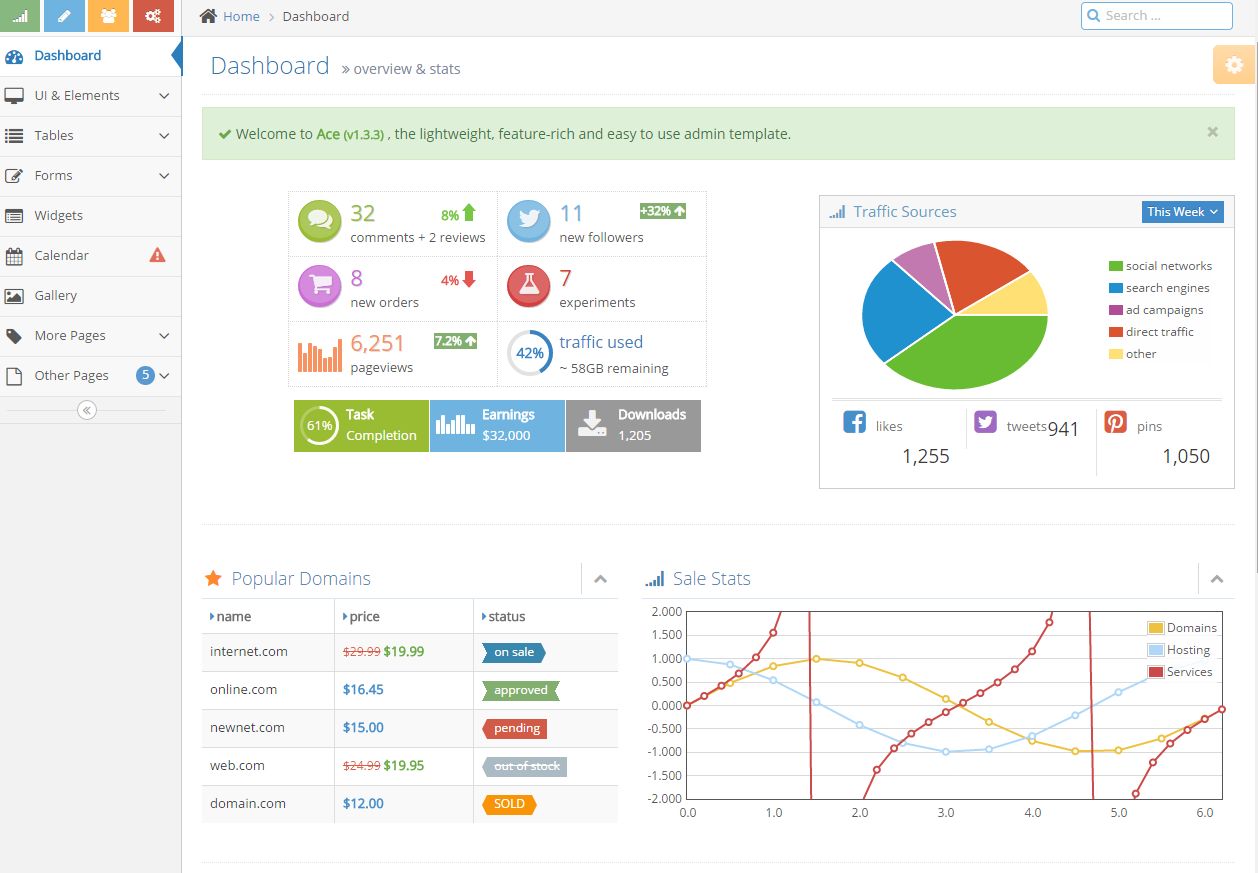 Home > Dashboard
Search ...
Dashboard
UI & Elements
Tables
Forms
Widgets
Calendar
Gallery
More Pages
Other Pages 5
Dashboard » overview & stats
Welcome to Ace (v1.3.3) , the lightweight, feature-rich and easy to use admin template. ×
32 8%
comments + 2 reviews
11 +32%
new followers
8 4%
new orders
7
experiments
6,251 7.2%
pageviews
42% traffic used
~ 58GB remaining
61% Task
Completion
Earnings
$32,000
Downloads
1,205
Traffic Sources This Week
social networks
search engines
ad campaigns
direct traffic
other
likes
1,255
tweets 941
pins
1,050
Popular Domains
name price status
internet.com $29.99 $19.99 on sale
online.com $16.45 approved
newnet.com $15.00 pending
web.com $24.99 $19.95 out of stock
domain.com $12.00 SOLD
Sale Stats
2.000
1.500
1.000
0.500
0.000
-0.500
-1.000
-1.500
-2.000
0.0 1.0 2.0 3.0 4.0 5.0 6.0
Domains
Hosting
Services